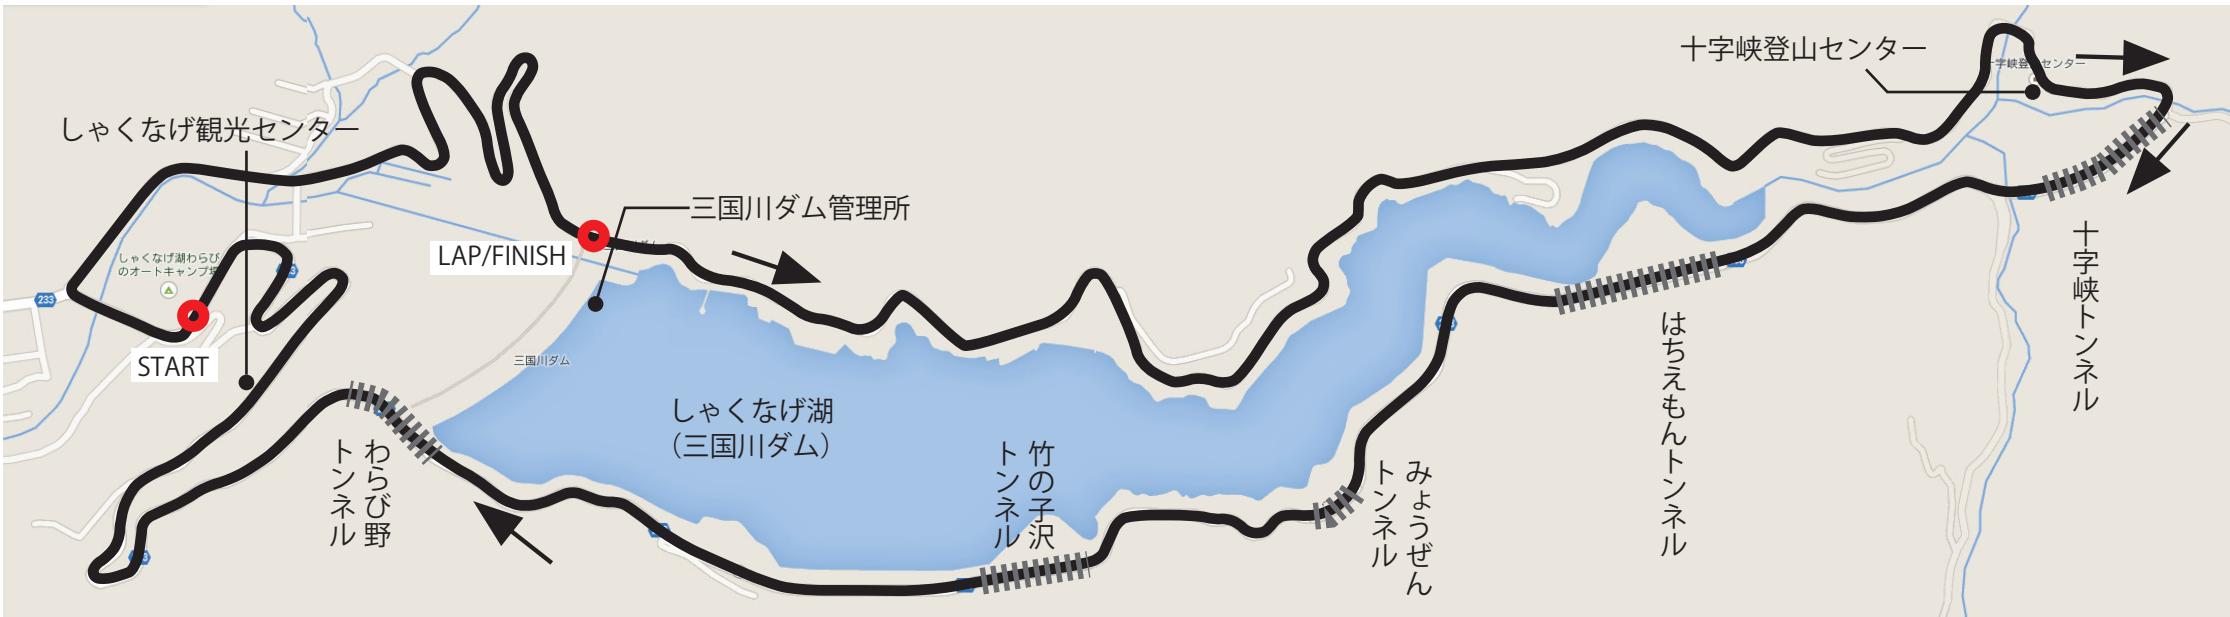 しゃくなげ観光センター
十字峡登山センター
三国川ダム管理所
LAP/FINISH
START
しゃくなげ湖わらび
のオートキャンプ場
233
三国川ダム
しゃくなげ湖
（三国川ダム）
わらび野
トンネル
竹の子沢
トンネル
みょうぜん
トンネル
はちえもんトンネル
十字峡トンネル